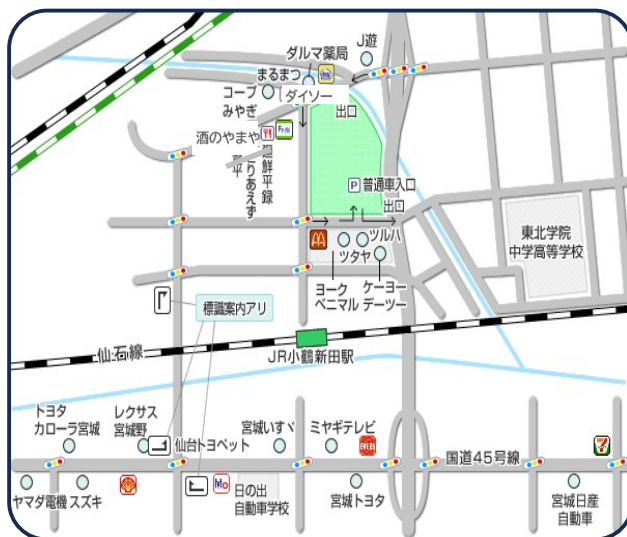 J遊
ダルマ薬局
まるまつ
コープ
みやぎ
ダイソー
出口
酒のやまや
とりあえず
P
普通車入口
出口
東北学院
中学高等学校
ツルハ
ツタヤ
ヨーク
ベニマル
ケーヨー
デーツー
標識案内アリ
仙石線
JR小鶴新田駅
トヨタ
カローラ宮城
レクサス
宮城野
仙台トヨペット
宮城いすゞ
ミヤギテレビ
ENEOS
国道45号線
7
ヤマダ電機
スズキ
日の出
自動車学校
宮城トヨタ
宮城日産
自動車